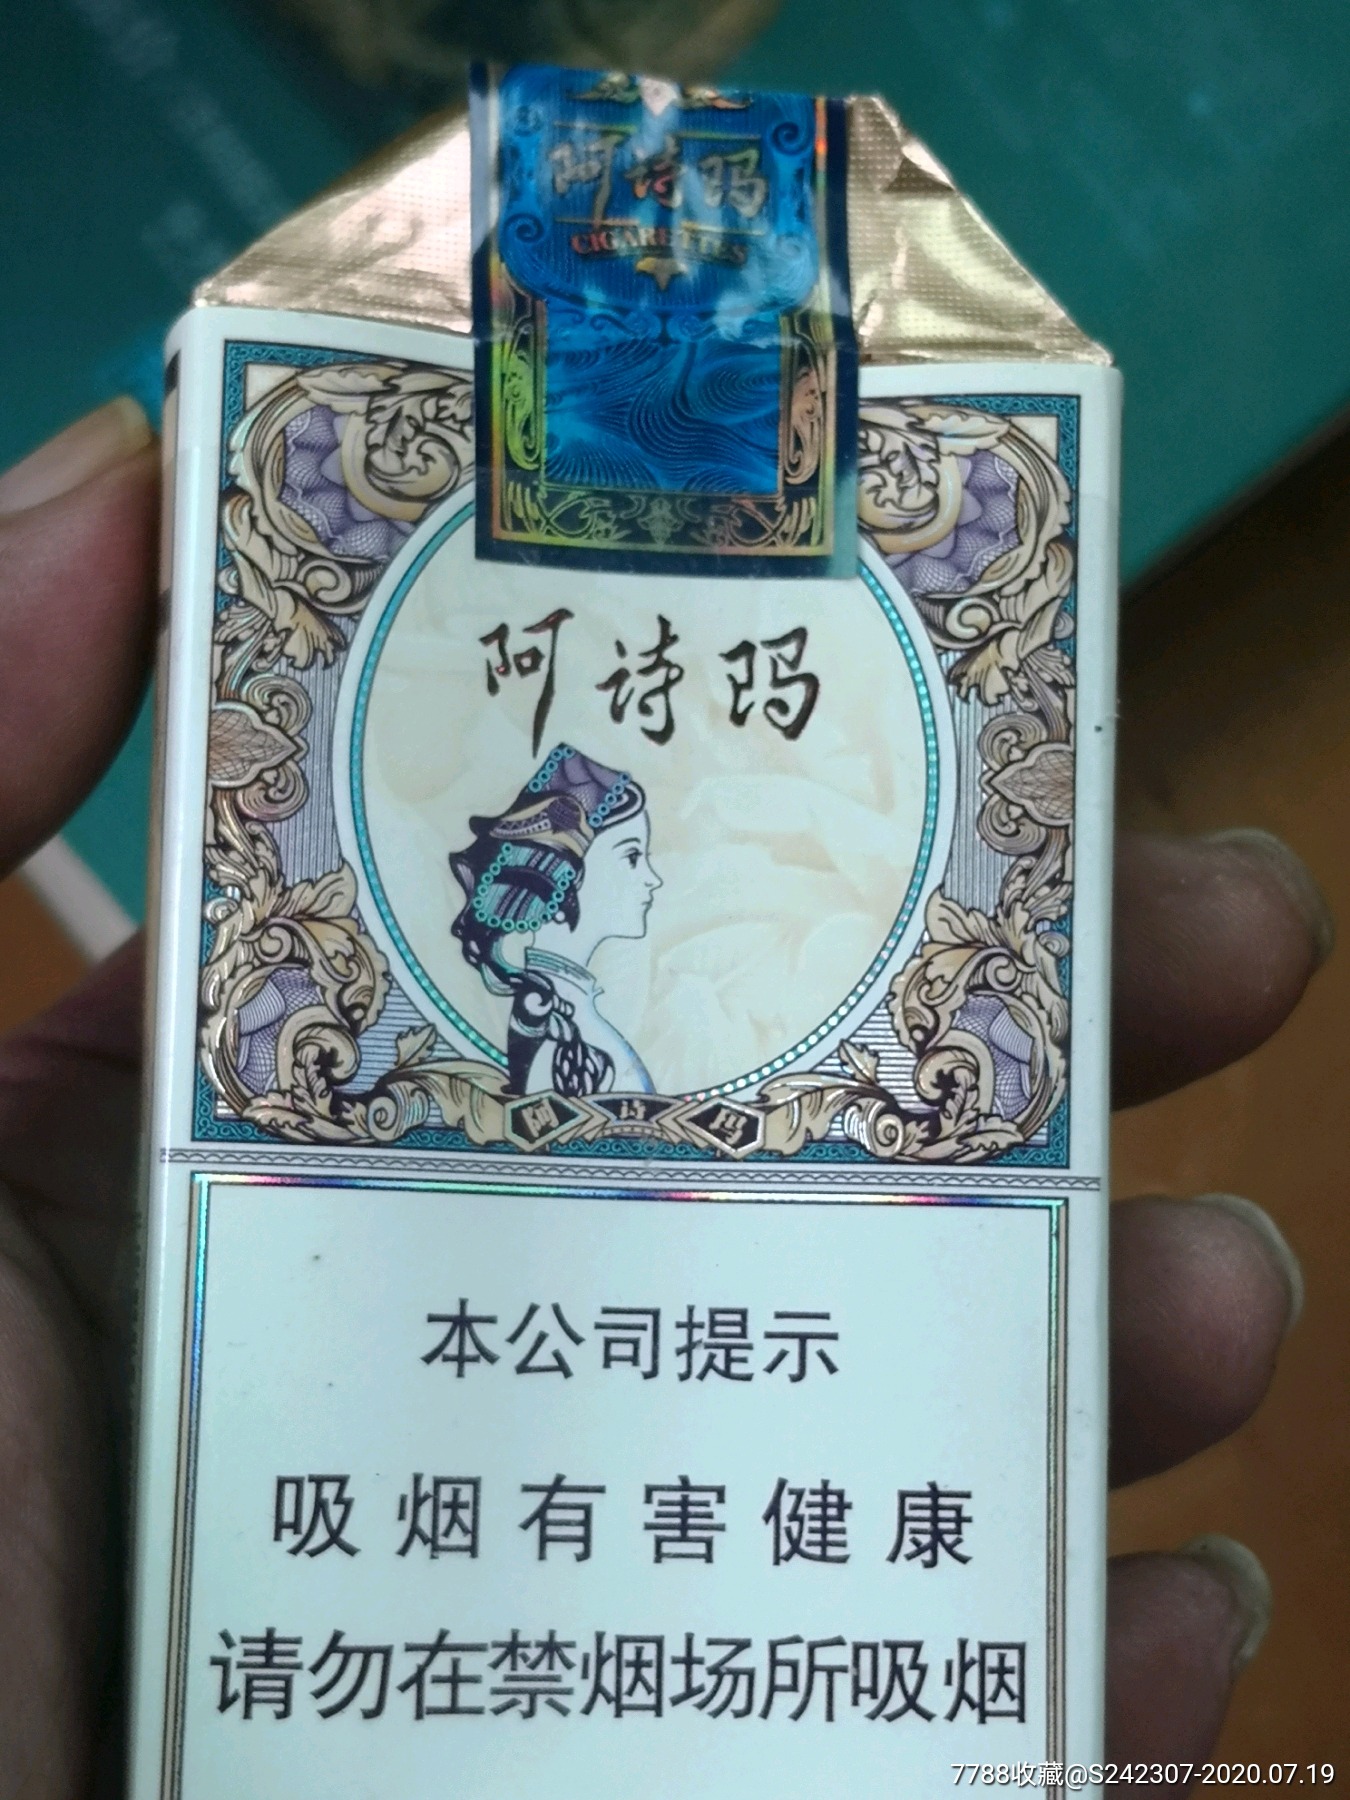 阿诗玛
CIGARETTES
阿诗玛
阿诗玛
本公司提示
吸烟有害健康
请勿在禁烟场所吸烟
7788收藏@S242307-2020.07.19